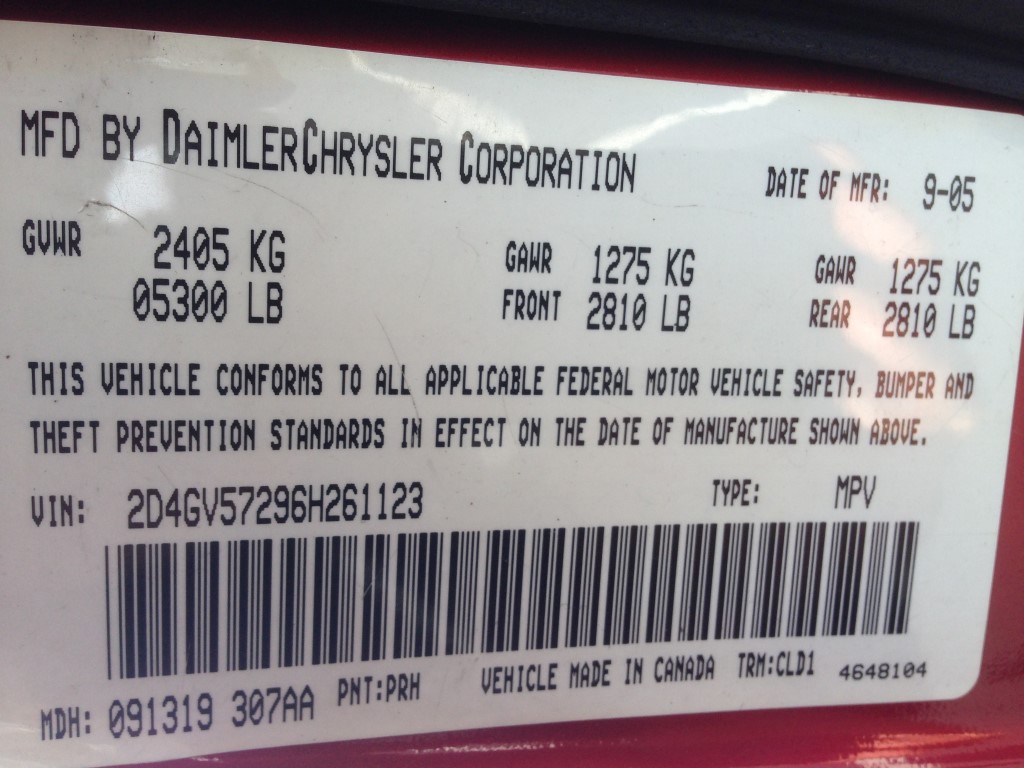 MFD BY DAIMLERCHRYSLER CORPORATION
DATE OF MFR: 9-05
GVWR 2405 KG
05300 LB
GAWR 1275 KG
FRONT 2810 LB
GAWR 1275 KG
REAR 2810 LB
THIS VEHICLE CONFORMS TO ALL APPLICABLE FEDERAL MOTOR VEHICLE SAFETY, BUMPER AND
THEFT PREVENTION STANDARDS IN EFFECT ON THE DATE OF MANUFACTURE SHOWN ABOVE.
VIN: 2D4GV57296H261123
TYPE: MPV
MDH: 091319 307AA
PNT:PRH
VEHICLE MADE IN CANADA
TRM:CLD1
4648104